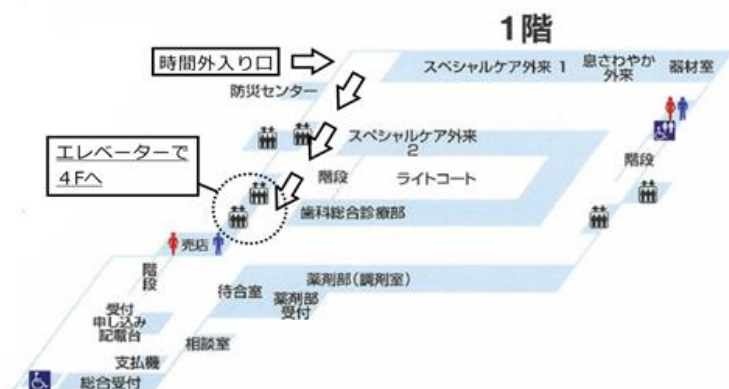 1階
時間外入り口
スペシャルケア外来 1
息さわやか
外来
器材室
防災センター
スペシャルケア外来
2
エレベーターで
4Fへ
階段
ライトコート
階段
歯科総合診療部
売店
階
段
待合室
薬剤部(調剤室)
薬剤部
受付
受付
申し込み
記載台
相談室
支払機
総合受付